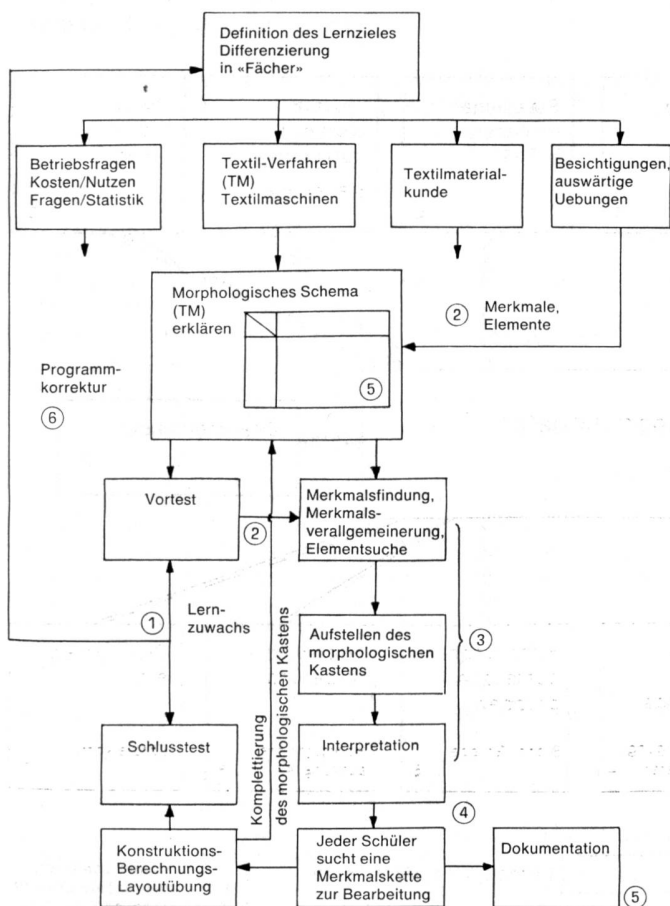 Definition des Lernzieles
Differenzierung
in «Fächer»
Betriebsfragen
Kosten/Nutzen
Fragen/Statistik
Textil-Verfahren
(TM)
Textilmaschinen
Textilmaterial-
kunde
Besichtigungen,
auswärtige
Uebungen
Morphologisches Schema
(TM)
erklären
5
2
Merkmale,
Elemente
Programm-
korrektur
6
Vortest
2
Merkmalsfindung,
Merkmals-
verallgemeinerung,
Elementsuche
1
Lern-
zuwachs
Komplettierung
des morphologischen Kastens
Aufstellen des
morphologischen
Kastens
3
Schlusstest
Interpretation
4
Konstruktions-
Berechnungs-
Layoutübung
Jeder Schüler
sucht eine
Merkmalskette
zur Bearbeitung
Dokumentation
5